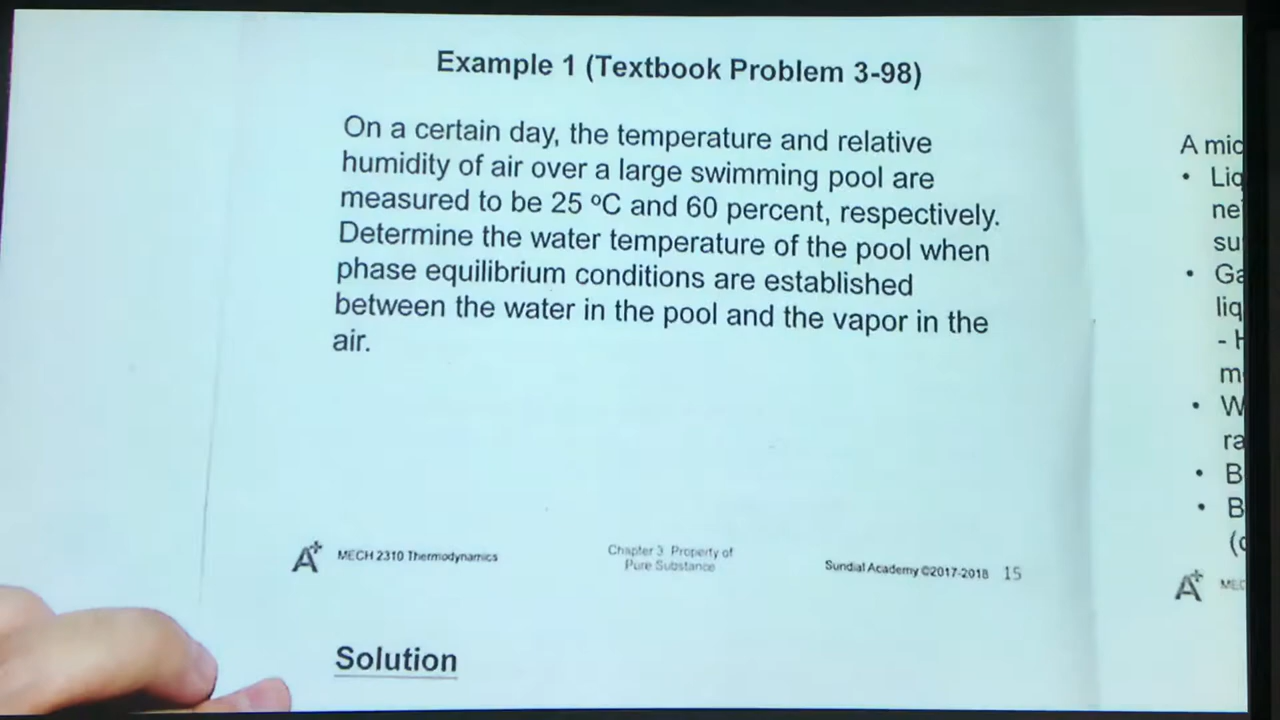 Example 1 (Textbook Problem 3-98)
On a certain day, the temperature and relative
humidity of air over a large swimming pool are
measured to be 25 ºC and 60 percent, respectively.
Determine the water temperature of the pool when
phase equilibrium conditions are established
between the water in the pool and the vapor in the
air.
A+ MECH 2310 Thermodynamics
Chapter 3 Property of
Pure Substance
Sundial Academy ©2017-2018 15
Solution
A
•
•
- 
•
•
•
A+